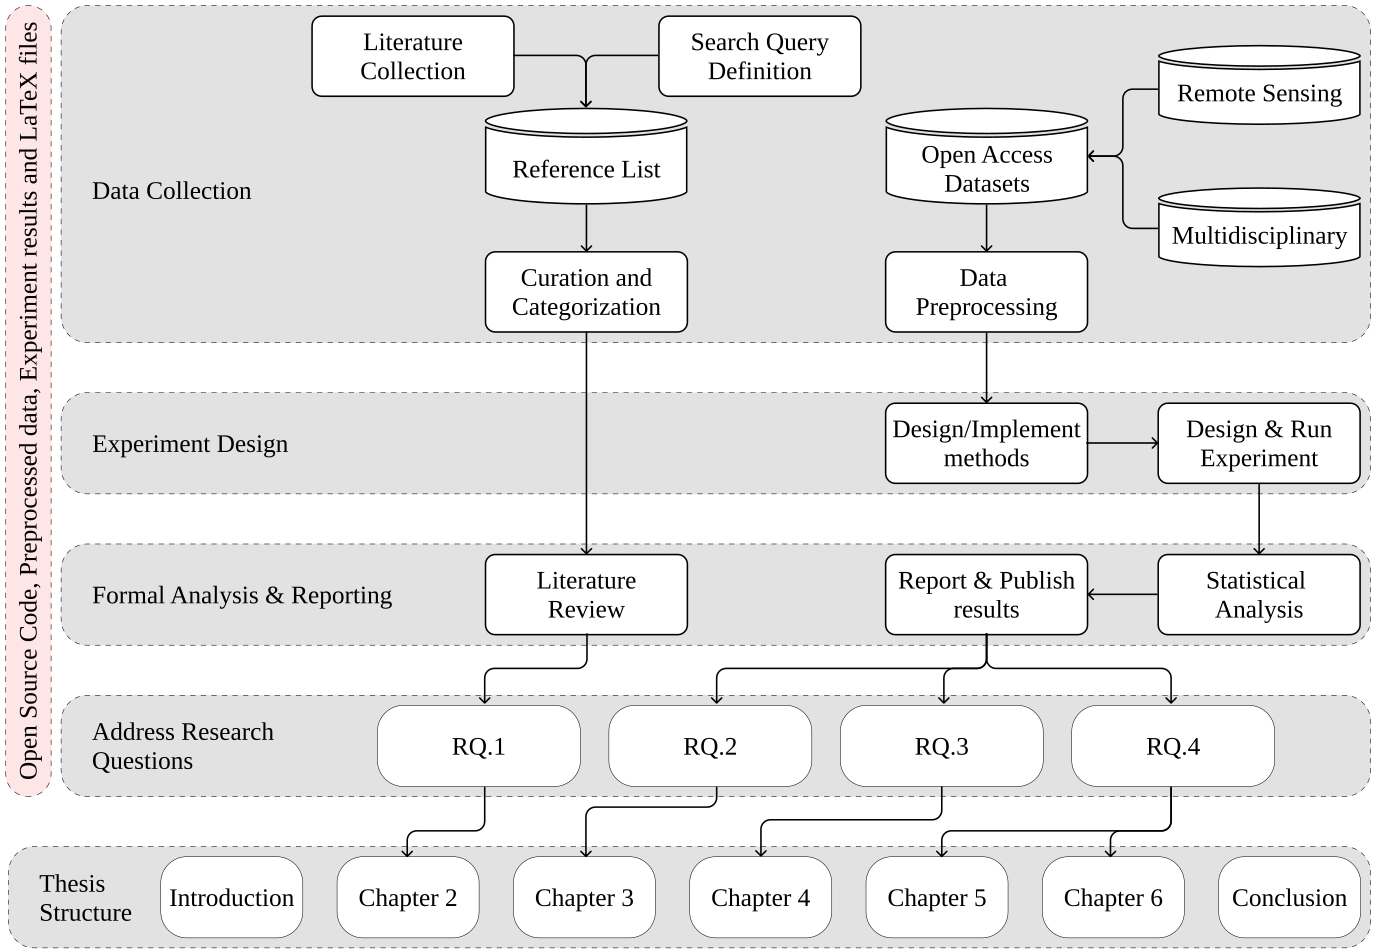 Open Source Code, Preprocessed data, Experiment results and LaTeX files
Data Collection
Literature
Collection
Search Query
Definition
Reference List
Curation and
Categorization
Open Access
Datasets
Remote Sensing
Multidisciplinary
Data
Preprocessing
Experiment Design
Design/Implement
methods
Design & Run
Experiment
Formal Analysis & Reporting
Literature
Review
Report & Publish
results
Statistical
Analysis
Address Research
Questions
RQ.1
RQ.2
RQ.3
RQ.4
Thesis
Structure
Introduction
Chapter 2
Chapter 3
Chapter 4
Chapter 5
Chapter 6
Conclusion